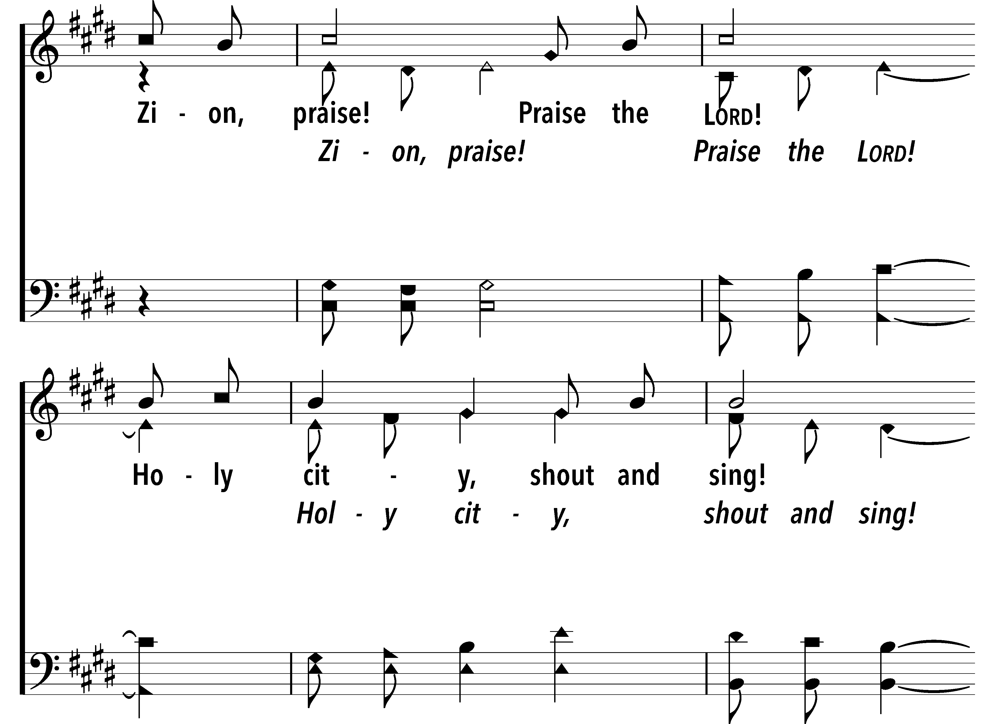 Zi - on, praise! Praise the LORD!
Zi - on, praise! Praise the LORD!
Ho - ly cit - y, shout and sing!
Hol - y cit - y, shout and sing!